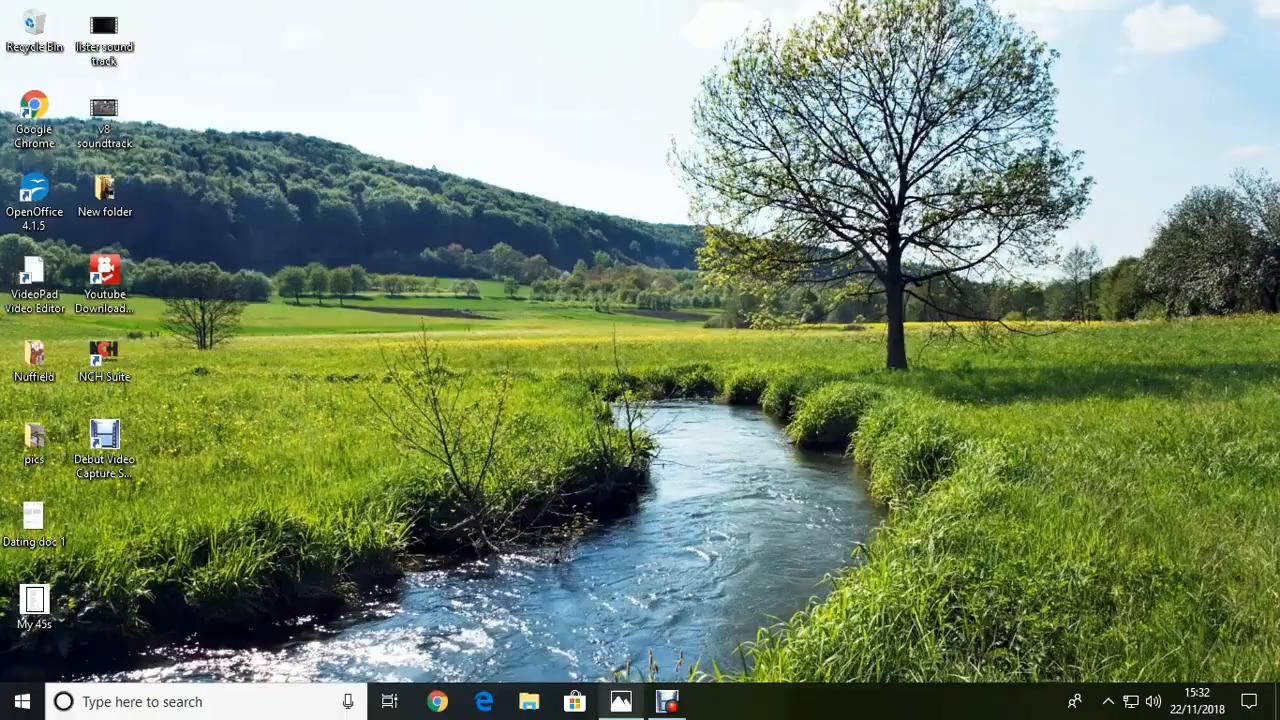 Recycle Bin
lister sound
track
Google
Chrome
v8
soundtrack
OpenOffice
4.1.5
New folder
VideoPad
Video Editor
Youtube
Download...
Nuffield
NCH
NCH Suite
pics
Debut Video
Capture S...
Dating doc 1
My 45s
Type here to search
15:32
22/11/2018